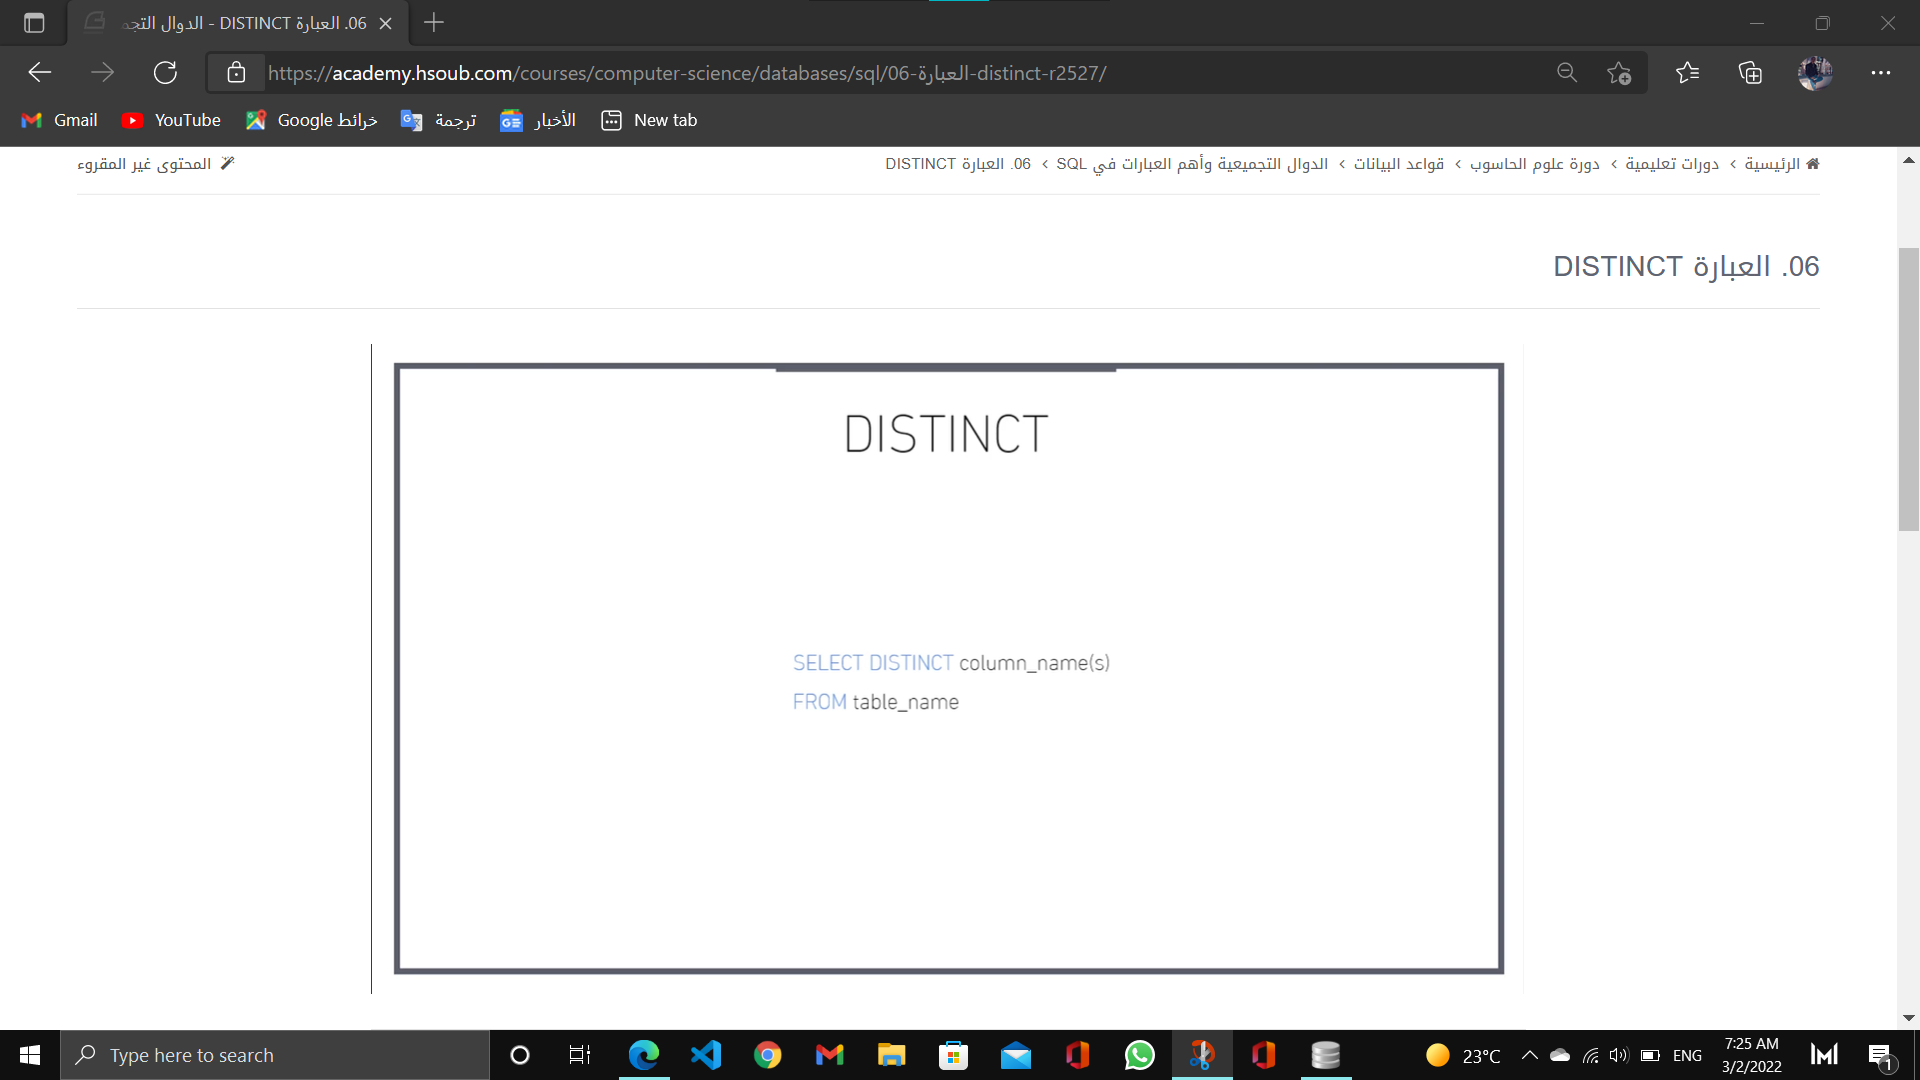 06. العبارة DISTINCT - الدوال التجم
https://academy.hsoub.com/courses/computer-science/databases/sql/06-العبارة-distinct-r2527/
Gmail
YouTube
خرائط Google
ترجمة
الأخبار
New tab
الرئيسية › دورات تعليمية › دورة علوم الحاسوب › قواعد البيانات › الدوال التجميعية وأهم العبارات في SQL › 06. العبارة DISTINCT
المحتوى غير المقروء
06. العبارة DISTINCT
DISTINCT
SELECT DISTINCT column_name(s)
FROM table_name
Type here to search
23°C
ENG
7:25 AM
3/2/2022
1